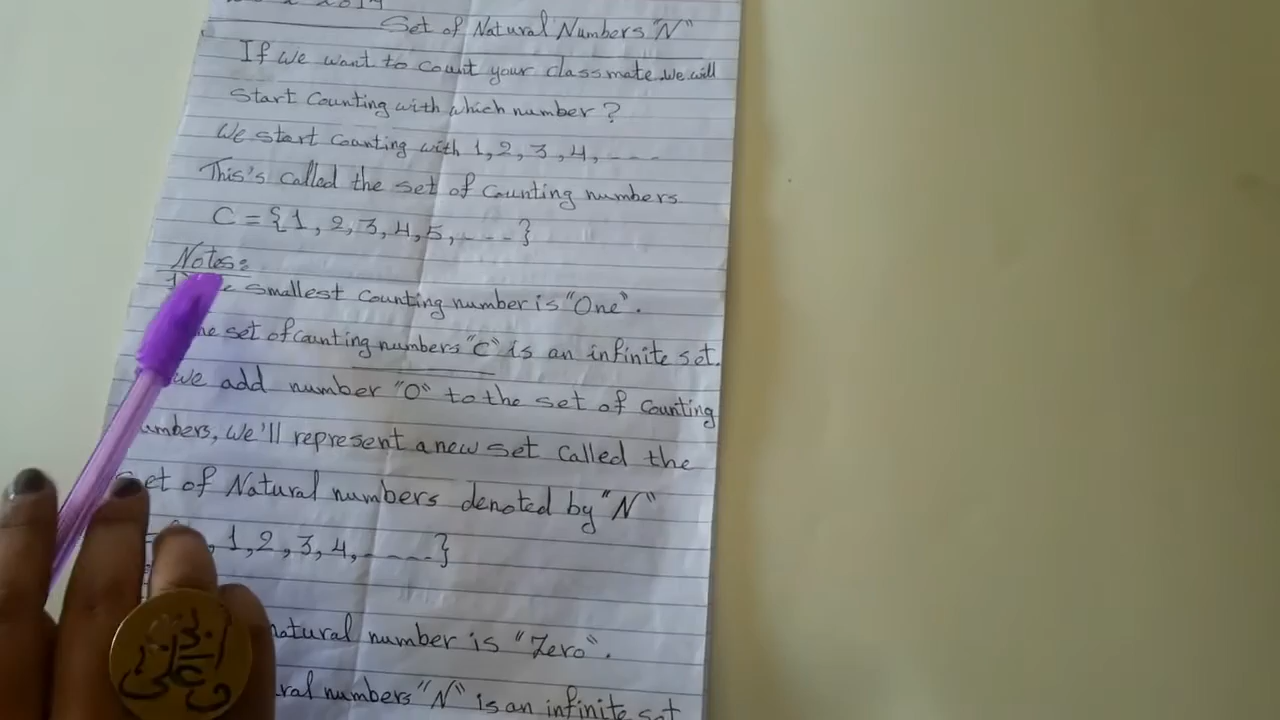 2019
Set of Natural Numbers "N"
If we want to count your classmate we will
start counting with which number ?
We start counting with 1, 2, 3, 4, ----
This's called the set of counting numbers
C = {1, 2, 3, 4, 5, ----}
Notes:
smallest counting number is "One".
set of counting numbers "C" is an infinite set.
we add number "0" to the set of counting
we'll represent a new set called the
set of Natural numbers denoted by "N"
, 1, 2, 3, 4, -----}
natural number is "Zero".
numbers "N" is an infinite set